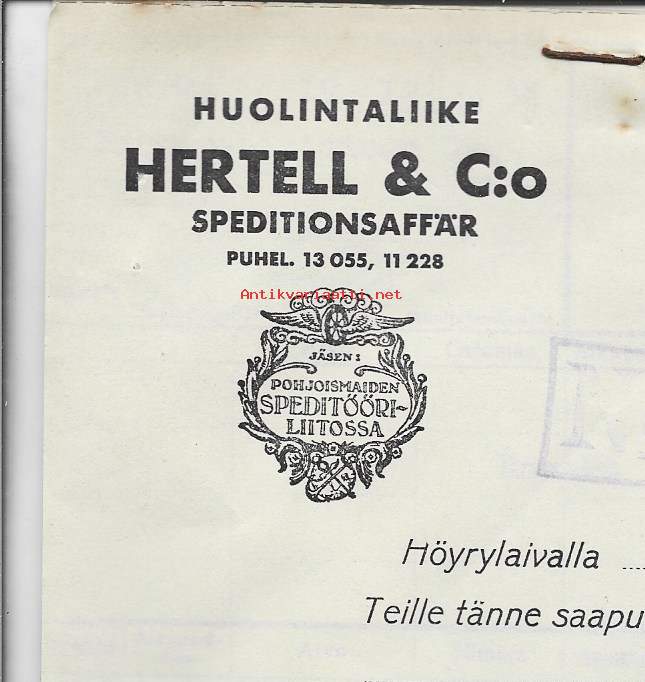 HUOLINTALIIKE
HERTELL & C:o
SPEDITIONSAFFÄR
PUHEL. 13 055, 11 228
Antikvariaatti.net
JÄSEN:
POHJOISMAIDEN
SPEDITÖÖRI-
LIITOSSA
Höyrylaivalla ....
Teille tänne saapu